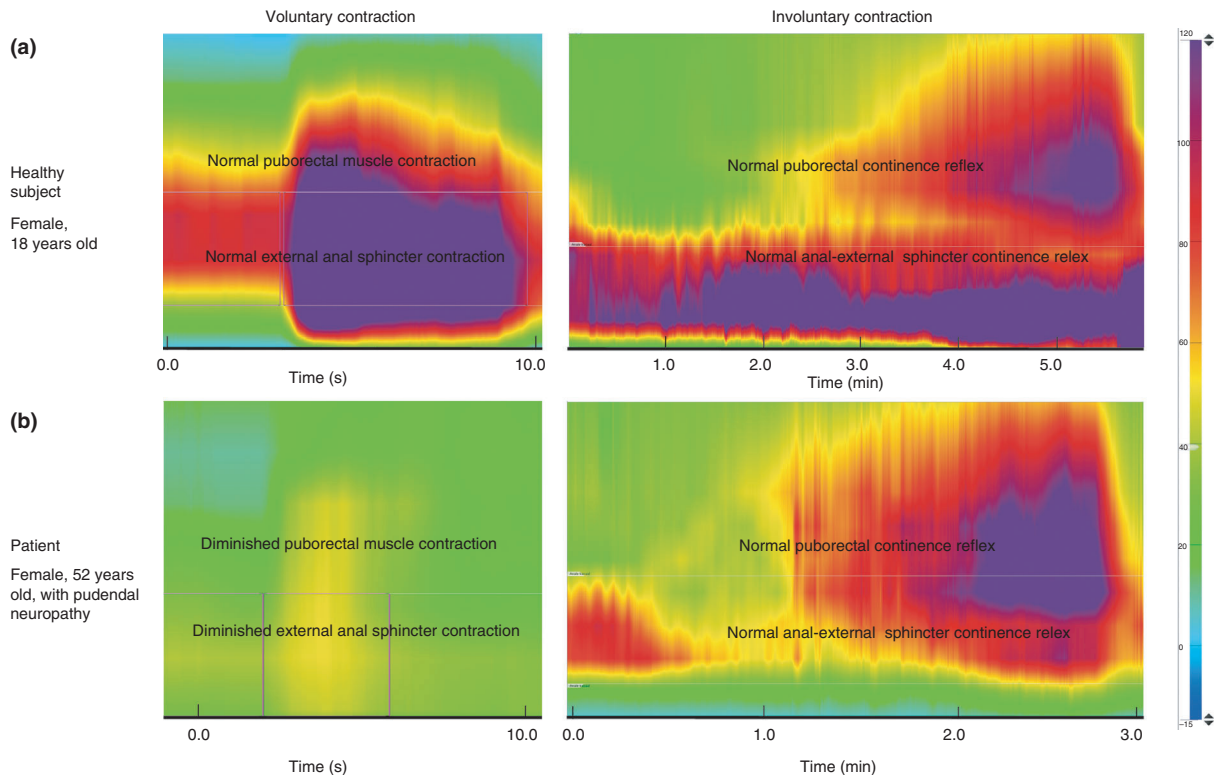 Voluntary contraction
Involuntary contraction
(a)
Healthy
subject
Female,
18 years old
Normal puborectal muscle contraction
Normal external anal sphincter contraction
0.0
10.0
Time (s)
Normal puborectal continence reflex
Normal anal-external sphincter continence relex
1.0
2.0
3.0
4.0
5.0
Time (min)
120
100
80
60
40
20
0
−15
(b)
Patient
Female, 52 years
old, with pudendal
neuropathy
Diminished puborectal muscle contraction
Diminished external anal sphincter contraction
0.0
10.0
Time (s)
Normal puborectal continence reflex
Normal anal-external sphincter continence relex
0.0
1.0
2.0
3.0
Time (min)